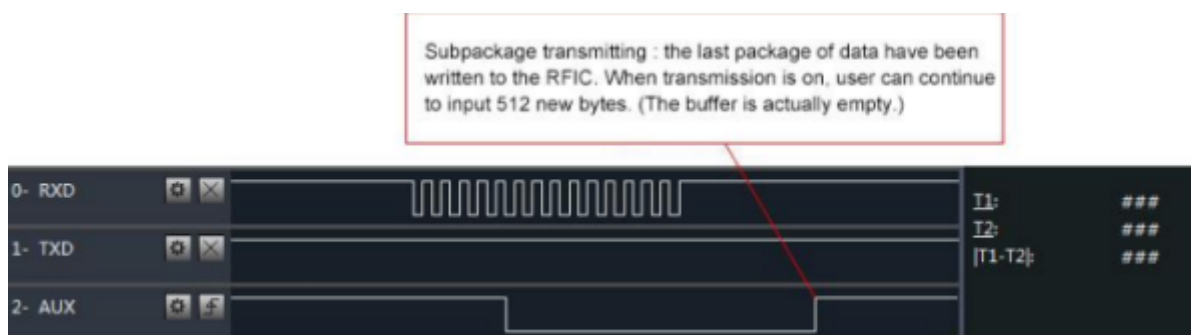 Subpackage transmitting : the last package of data have been
written to the RFIC. When transmission is on, user can continue
to input 512 new bytes. (The buffer is actually empty.)
0- RXD
T1: ###
1- TXD
T2: ###
|T1-T2|: ###
2- AUX